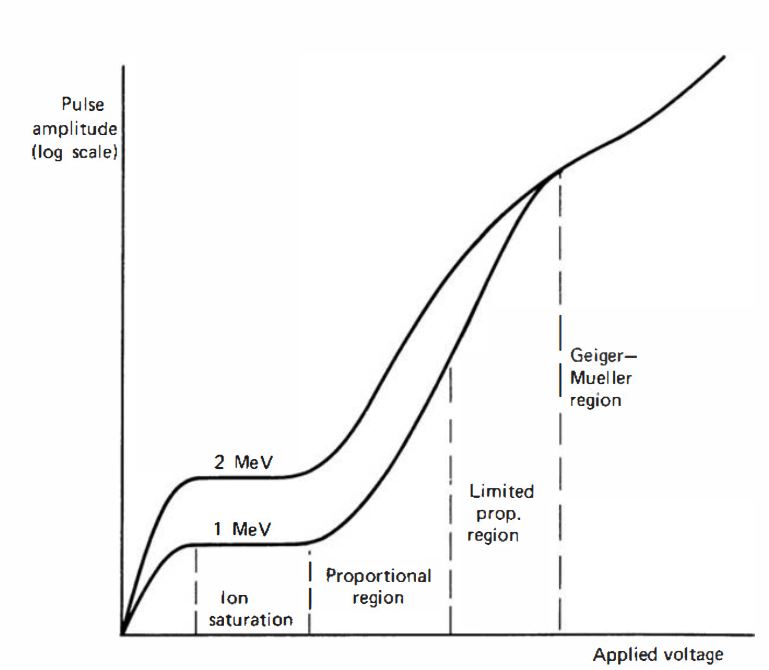 Pulse
amplitude
(log scale)
2 MeV
1 MeV
Ion
saturation
Proportional
region
Limited
prop.
region
Geiger—
Mueller
region
Applied voltage